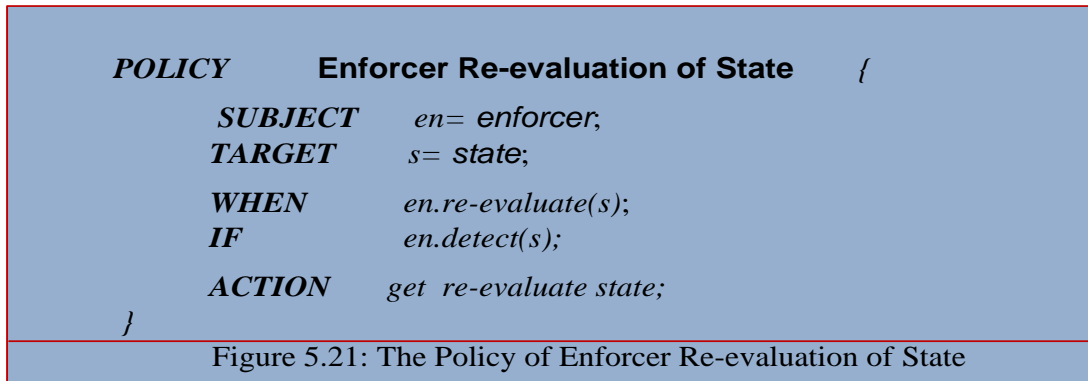 POLICY Enforcer Re-evaluation of State {
SUBJECT en= enforcer;
TARGET s= state;
WHEN en.re-evaluate(s);
IF en.detect(s);
ACTION get re-evaluate state;
}
Figure 5.21: The Policy of Enforcer Re-evaluation of State